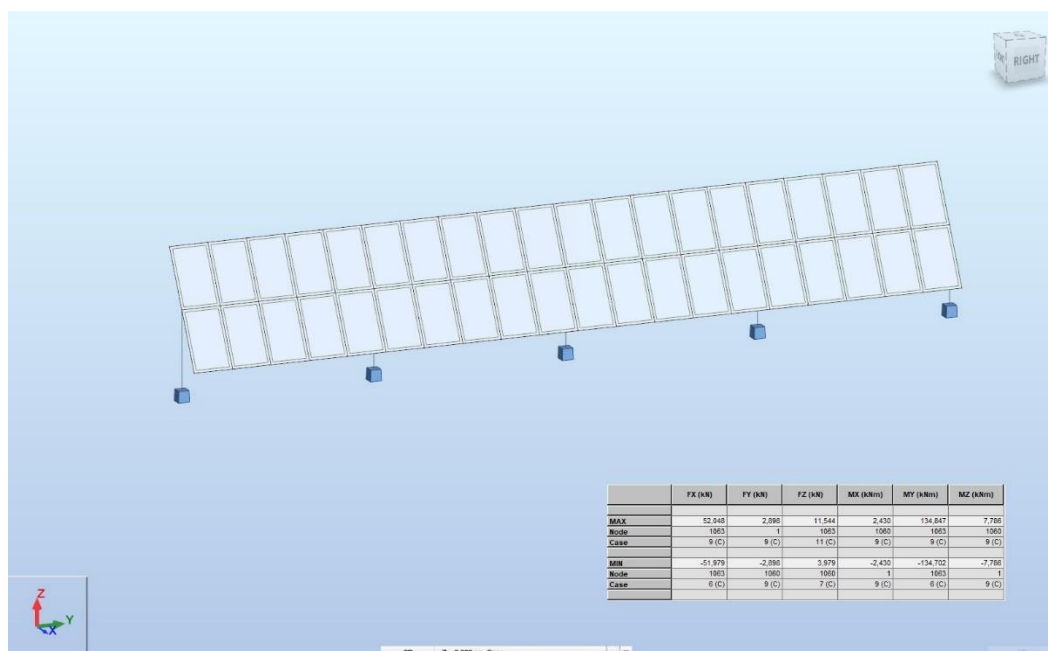 RIGHT
FX (kN) FY (kN) FZ (kN) MX (kNm) MY (kNm) MZ (kNm)
MAX 52,048 2,898 11,544 2,430 134,847 7,786
Node 1063 1 1063 1060 1063 1060
Case 9 (C) 9 (C) 11 (C) 9 (C) 9 (C) 9 (C)
MIN -51,979 -2,898 3,979 -2,430 -134,702 -7,786
Node 1063 1060 1060 1 1063 1
Case 6 (C) 9 (C) 7 (C) 9 (C) 6 (C) 9 (C)
Z
Y
X